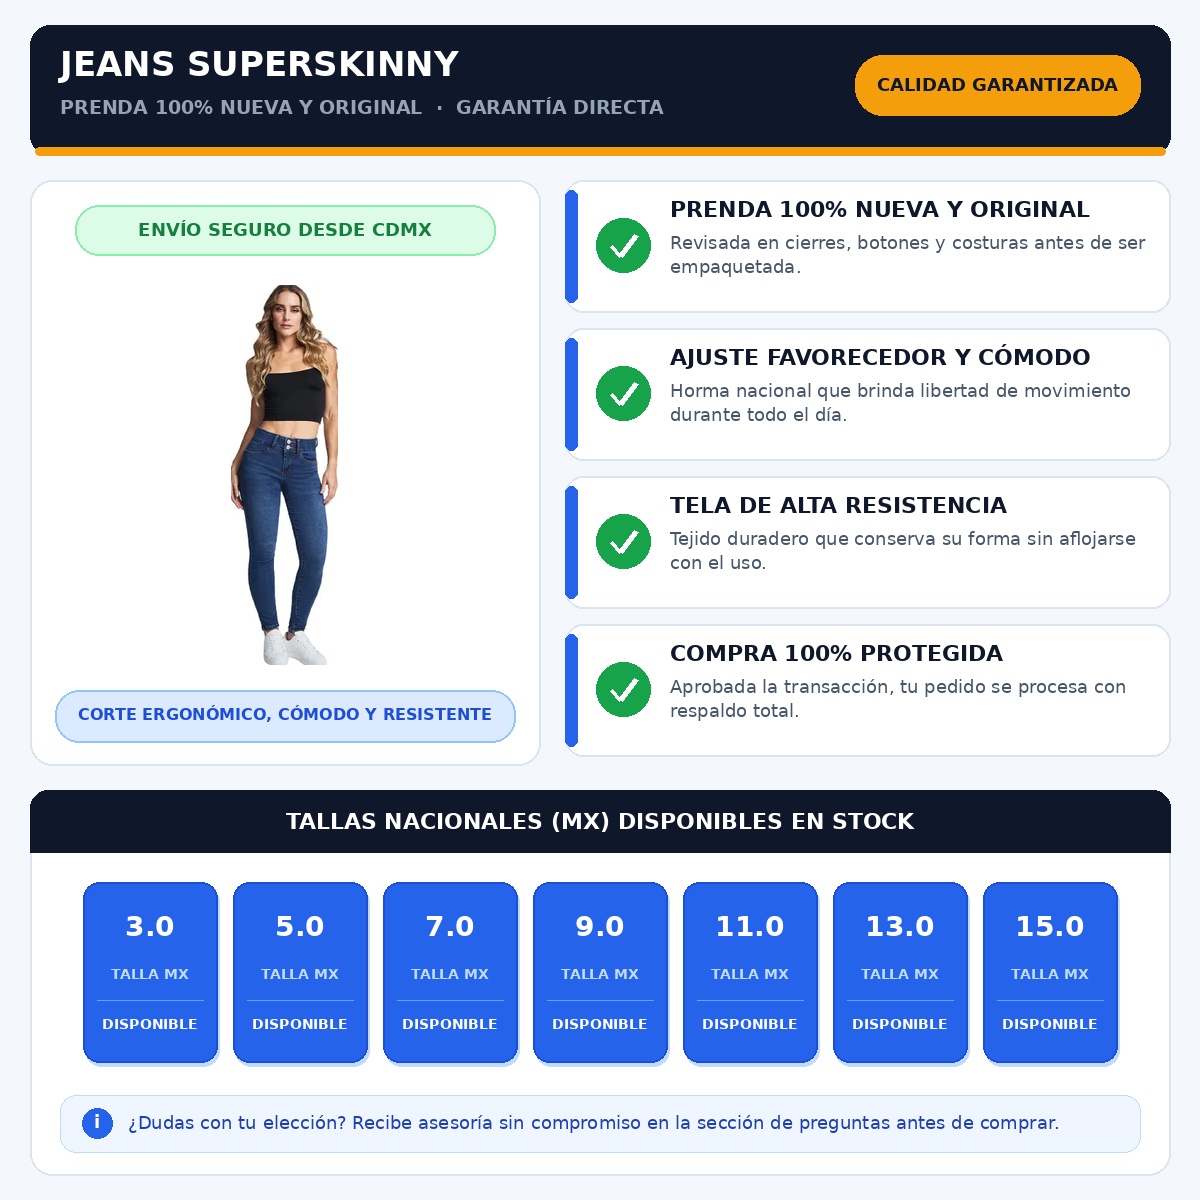 JEANS SUPERSKINNY
PRENDA 100% NUEVA Y ORIGINAL · GARANTÍA DIRECTA
CALIDAD GARANTIZADA
ENVÍO SEGURO DESDE CDMX
CORTE ERGONÓMICO, CÓMODO Y RESISTENTE
PRENDA 100% NUEVA Y ORIGINAL
Revisada en cierres, botones y costuras antes de ser
empaquetada.
AJUSTE FAVORECEDOR Y CÓMODO
Horma nacional que brinda libertad de movimiento
durante todo el día.
TELA DE ALTA RESISTENCIA
Tejido duradero que conserva su forma sin aflojarse
con el uso.
COMPRA 100% PROTEGIDA
Aprobada la transacción, tu pedido se procesa con
respaldo total.
TALLAS NACIONALES (MX) DISPONIBLES EN STOCK
3.0
TALLA MX
DISPONIBLE
5.0
TALLA MX
DISPONIBLE
7.0
TALLA MX
DISPONIBLE
9.0
TALLA MX
DISPONIBLE
11.0
TALLA MX
DISPONIBLE
13.0
TALLA MX
DISPONIBLE
15.0
TALLA MX
DISPONIBLE
i ¿Dudas con tu elección? Recibe asesoría sin compromiso en la sección de preguntas antes de comprar.